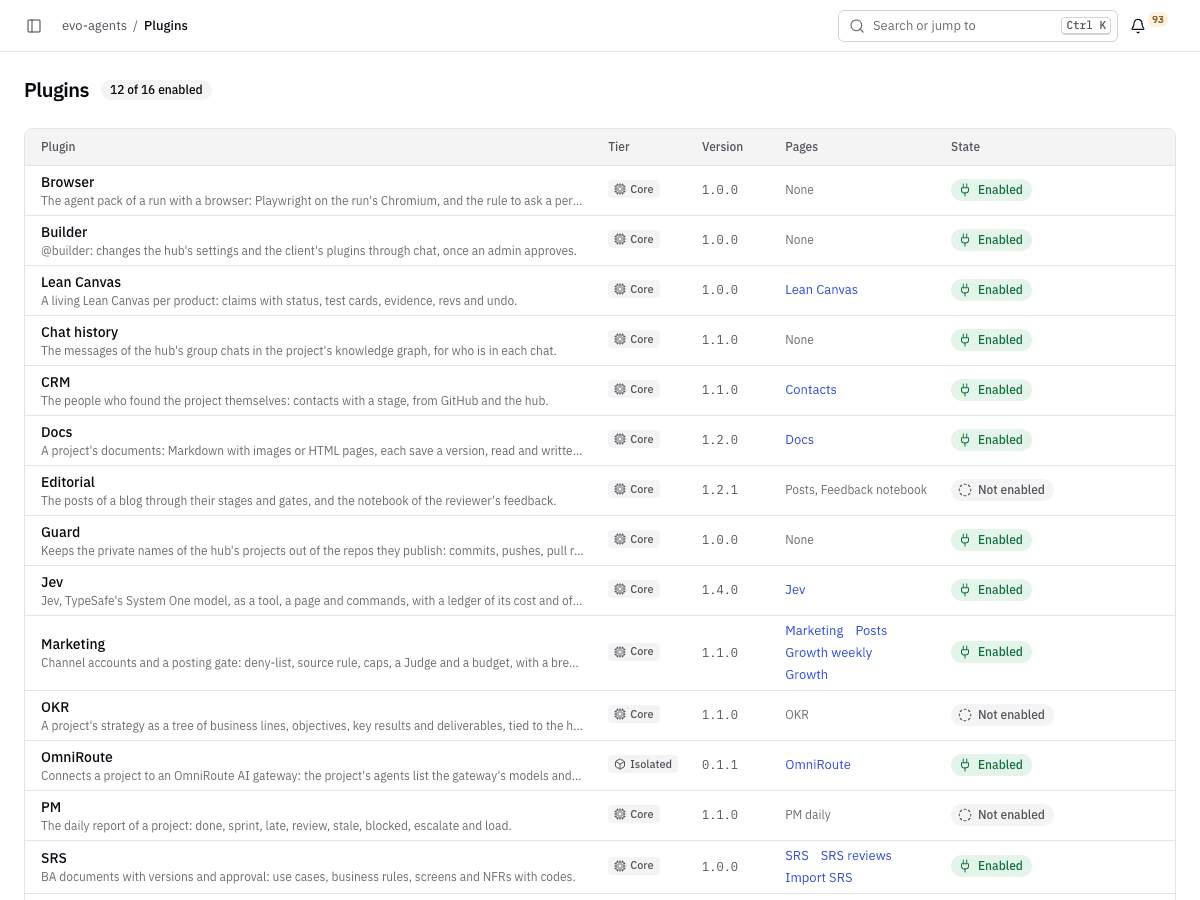 evo-agents / Plugins
Search or jump to
Ctrl K
93
Plugins
12 of 16 enabled
Plugin Tier Version Pages State
Browser
The agent pack of a run with a browser: Playwright on the run's Chromium, and the rule to ask a per...
Core 1.0.0 None Enabled
Builder
@builder: changes the hub's settings and the client's plugins through chat, once an admin approves.
Core 1.0.0 None Enabled
Lean Canvas
A living Lean Canvas per product: claims with status, test cards, evidence, revs and undo.
Core 1.0.0 Lean Canvas Enabled
Chat history
The messages of the hub's group chats in the project's knowledge graph, for who is in each chat.
Core 1.1.0 None Enabled
CRM
The people who found the project themselves: contacts with a stage, from GitHub and the hub.
Core 1.1.0 Contacts Enabled
Docs
A project's documents: Markdown with images or HTML pages, each save a version, read and writte...
Core 1.2.0 Docs Enabled
Editorial
The posts of a blog through their stages and gates, and the notebook of the reviewer's feedback.
Core 1.2.1 Posts, Feedback notebook Not enabled
Guard
Keeps the private names of the hub's projects out of the repos they publish: commits, pushes, pull r...
Core 1.0.0 None Enabled
Jev
Jev, TypeSafe's System One model, as a tool, a page and commands, with a ledger of its cost and of...
Core 1.4.0 Jev Enabled
Marketing
Channel accounts and a posting gate: deny-list, source rule, caps, a Judge and a budget, with a bre...
Core 1.1.0
Marketing Posts
Growth weekly
Growth
Enabled
OKR
A project's strategy as a tree of business lines, objectives, key results and deliverables, tied to the h...
Core 1.1.0 OKR Not enabled
OmniRoute
Connects a project to an OmniRoute AI gateway: the project's agents list the gateway's models and...
Isolated 0.1.1 OmniRoute Enabled
PM
The daily report of a project: done, sprint, late, review, stale, blocked, escalate and load.
Core 1.1.0 PM daily Not enabled
SRS
BA documents with versions and approval: use cases, business rules, screens and NFRs with codes.
Core 1.0.0
SRS SRS reviews
Import SRS
Enabled